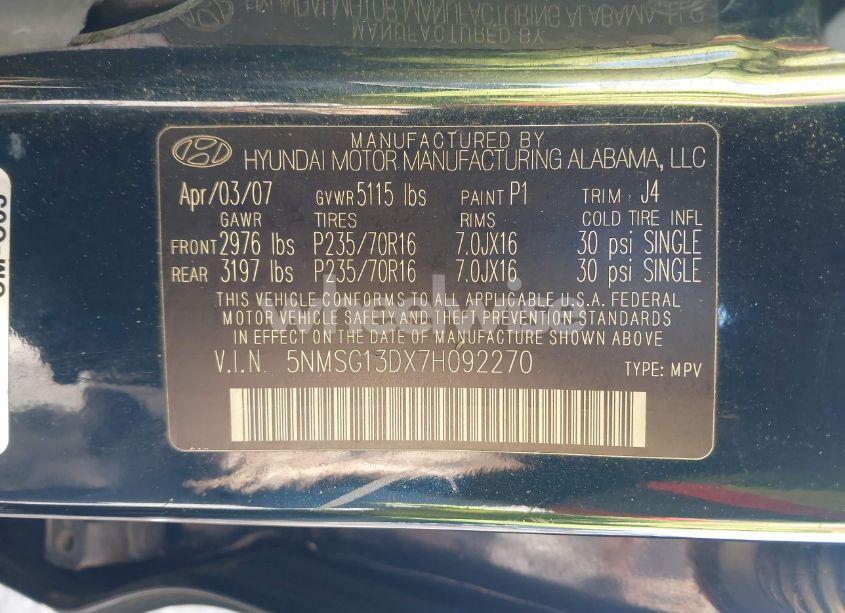 MANUFACTURED BY
HYUNDAI MOTOR MANUFACTURING ALABAMA, LLC
Apr/03/07 GVWR 5115 lbs PAINT P1 TRIM J4
GAWR TIRES RIMS COLD TIRE INFL
FRONT 2976 lbs P235/70R16 7.0JX16 30 psi SINGLE
REAR 3197 lbs P235/70R16 7.0JX16 30 psi SINGLE
THIS VEHICLE CONFORMS TO ALL APPLICABLE U.S.A. FEDERAL
MOTOR VEHICLE SAFETY AND THEFT PREVENTION STANDARDS
IN EFFECT ON THE DATE OF MANUFACTURE SHOWN ABOVE
V.I.N. 5NMSG13DX7H092270 TYPE: MPV
wheelwise